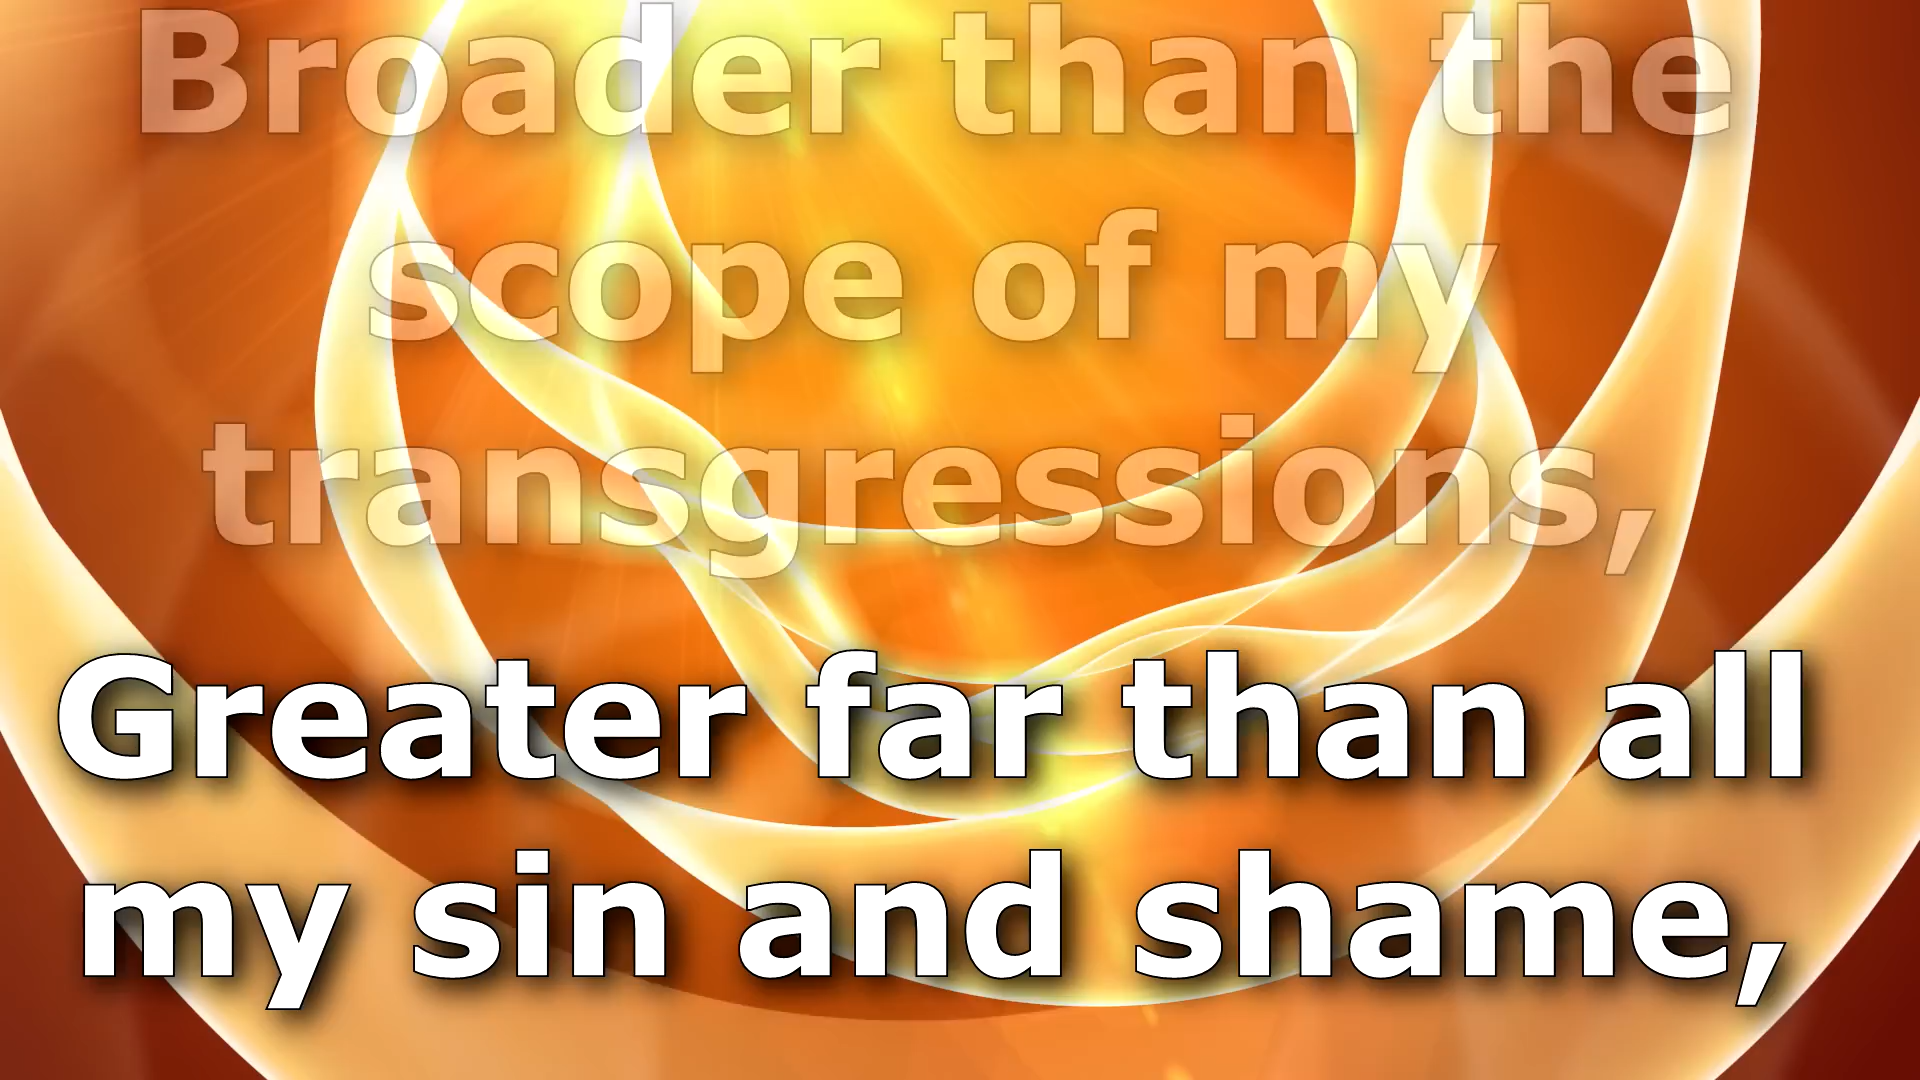 Broader than the
scope of my
transgressions,
Greater far than all
my sin and shame,